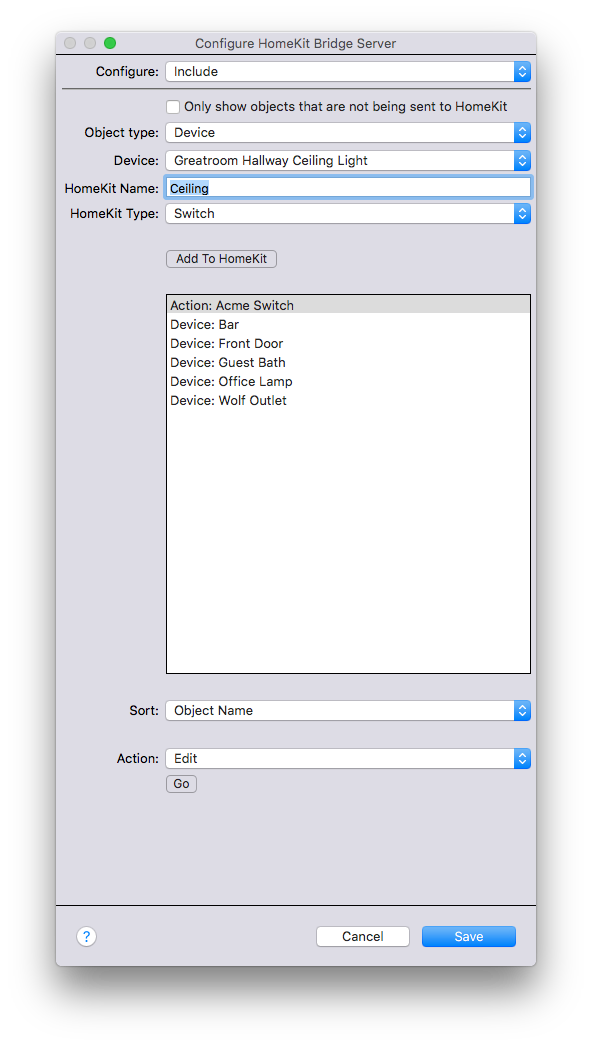 Configure HomeKit Bridge Server
Configure: Include
Only show objects that are not being sent to HomeKit
Object type: Device
Device: Greatroom Hallway Ceiling Light
HomeKit Name: Ceiling
HomeKit Type: Switch
Add To HomeKit
Action: Acme Switch
Device: Bar
Device: Front Door
Device: Guest Bath
Device: Office Lamp
Device: Wolf Outlet
Sort: Object Name
Action: Edit
Go
? Cancel Save